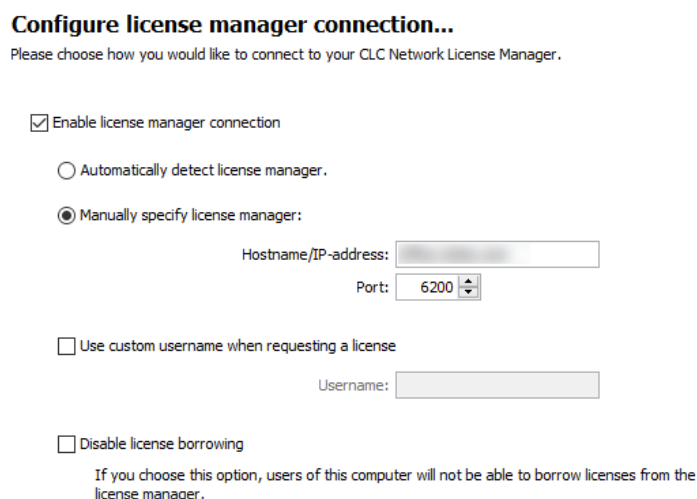 Configure license manager connection...
Please choose how you would like to connect to your CLC Network License Manager.
Enable license manager connection
Automatically detect license manager.
Manually specify license manager:
Hostname/IP-address:
Port: 6200
Use custom username when requesting a license
Username:
Disable license borrowing
If you choose this option, users of this computer will not be able to borrow licenses from the
license manager.